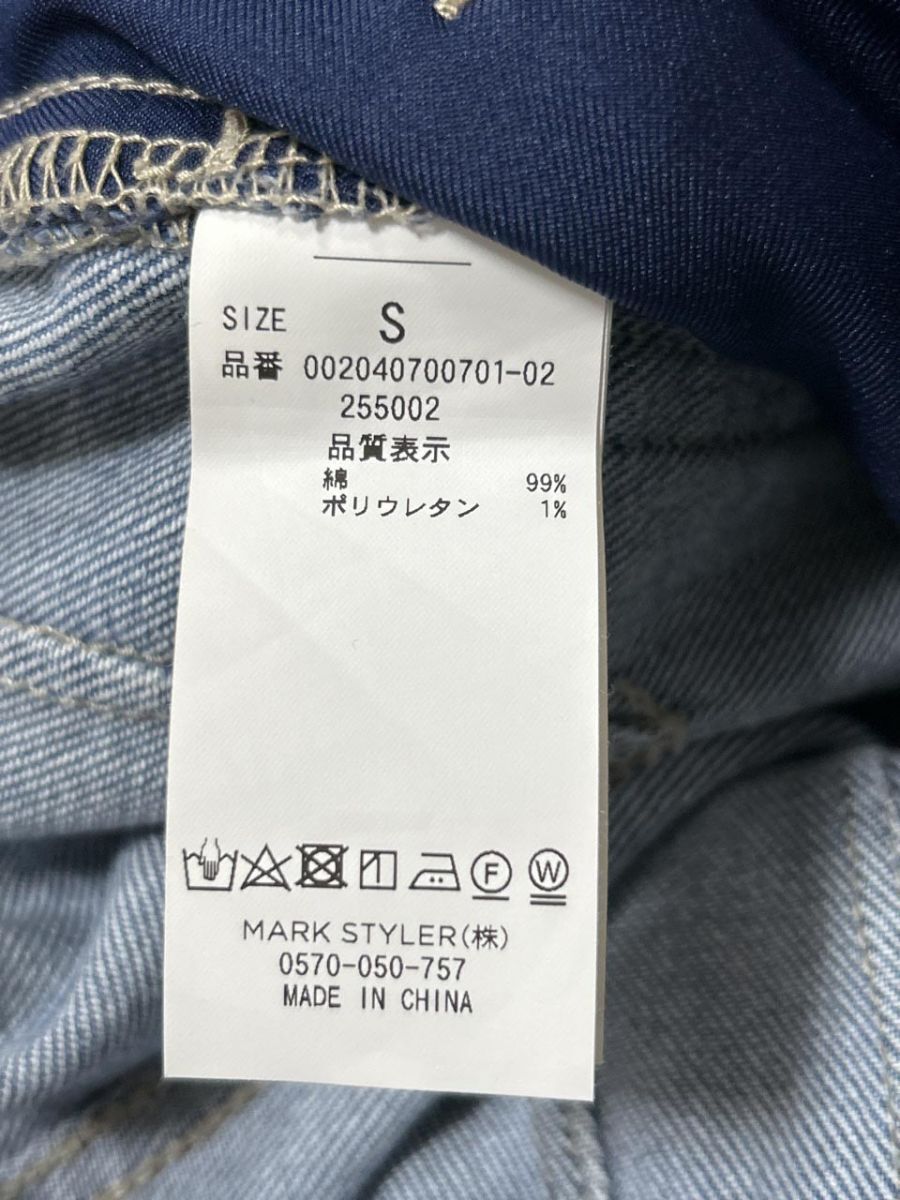 SIZE S
品番 002040700701-02
255002
品質表示
綿 99%
ポリウレタン 1%
F W
MARK STYLER(株)
0570-050-757
MADE IN CHINA